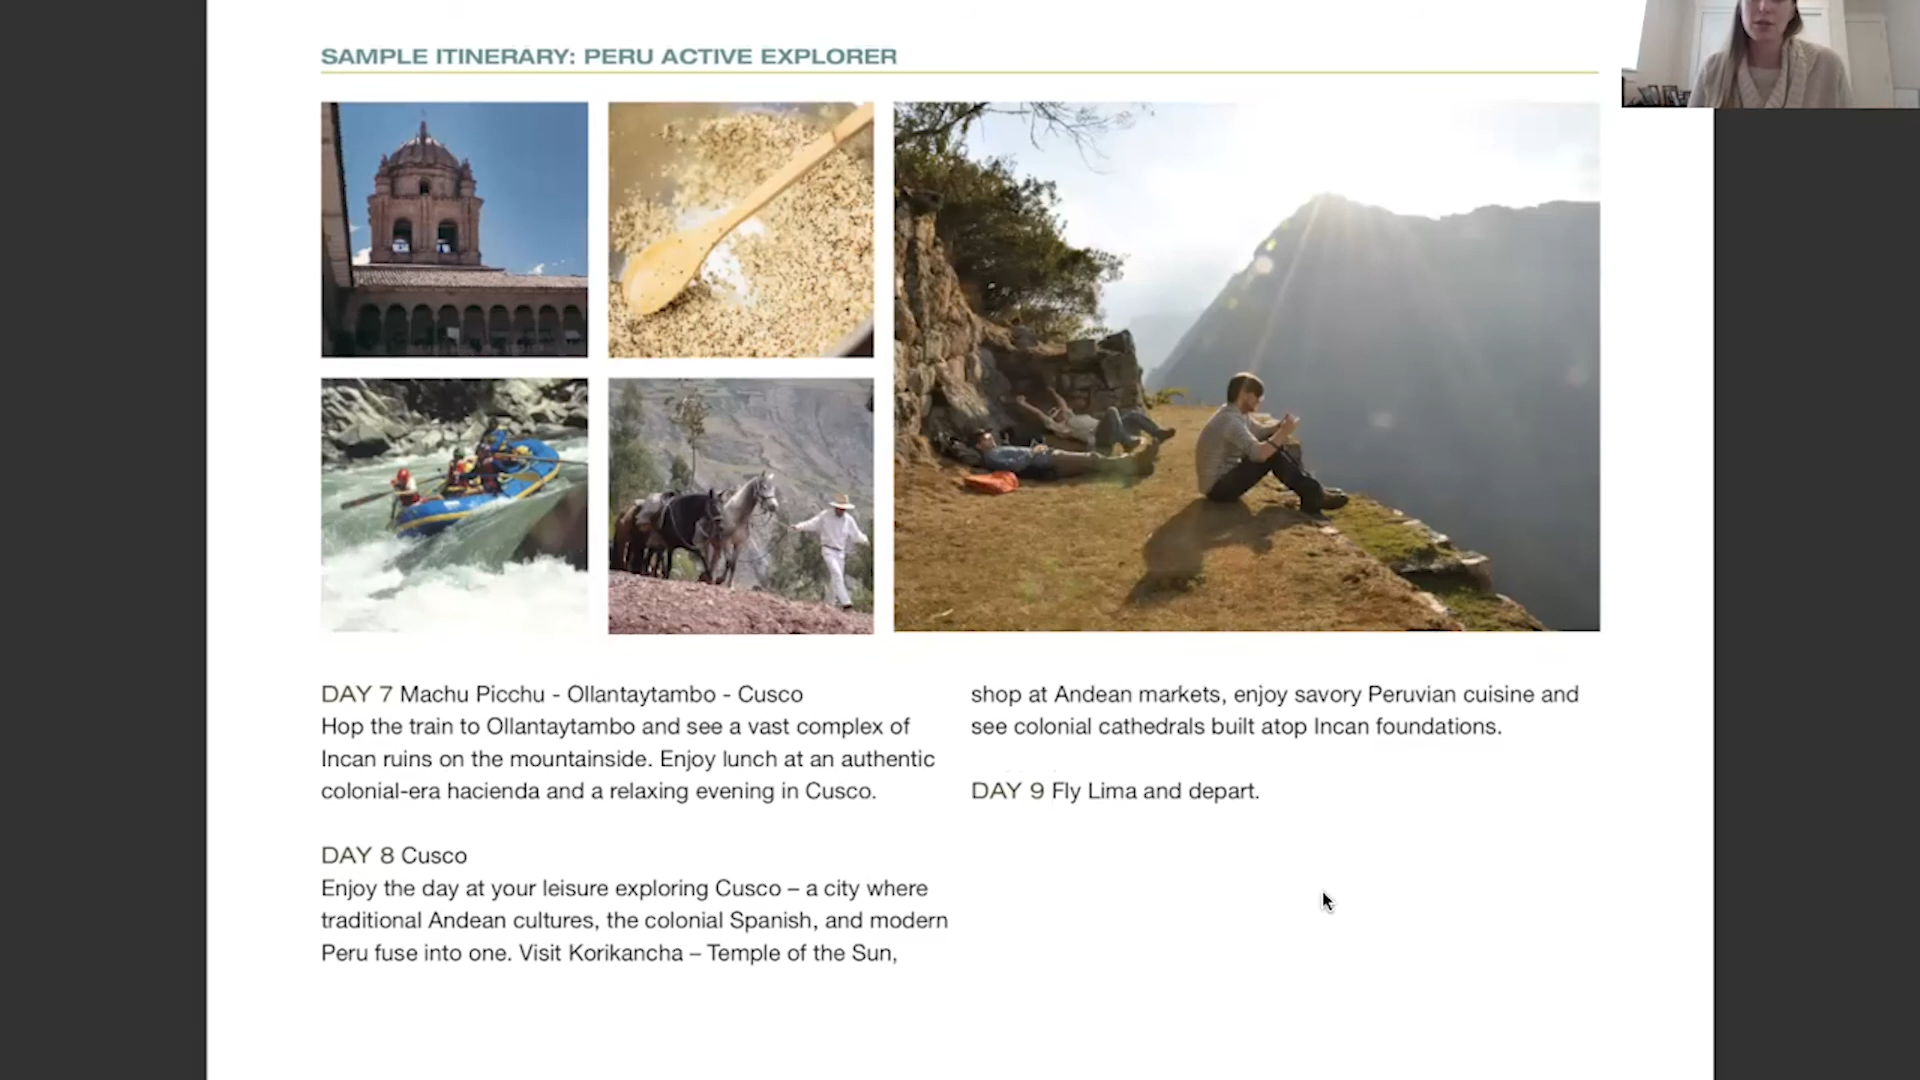 SAMPLE ITINERARY: PERU ACTIVE EXPLORER
DAY 7 Machu Picchu - Ollantaytambo - Cusco
Hop the train to Ollantaytambo and see a vast complex of
Incan ruins on the mountainside. Enjoy lunch at an authentic
colonial-era hacienda and a relaxing evening in Cusco.
DAY 8 Cusco
Enjoy the day at your leisure exploring Cusco – a city where
traditional Andean cultures, the colonial Spanish, and modern
Peru fuse into one. Visit Korikancha – Temple of the Sun,
shop at Andean markets, enjoy savory Peruvian cuisine and
see colonial cathedrals built atop Incan foundations.
DAY 9 Fly Lima and depart.